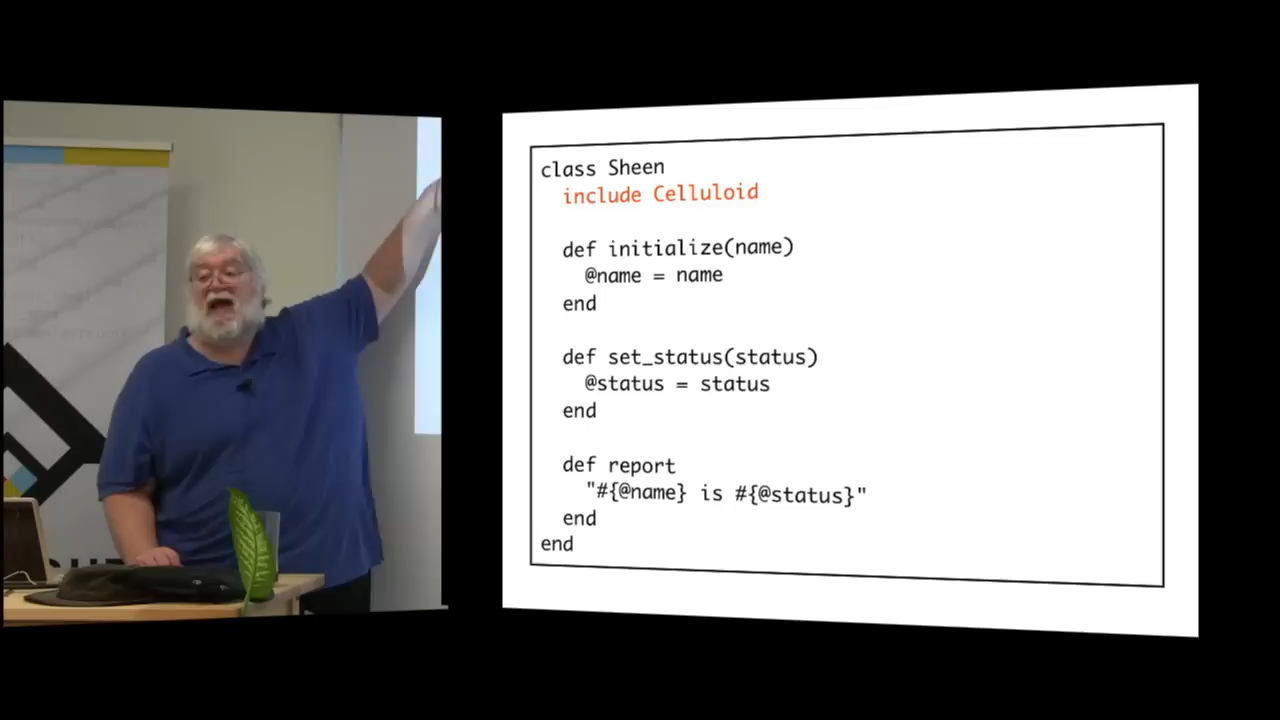 class Sheen
  include Celluloid

  def initialize(name)
    @name = name
  end

  def set_status(status)
    @status = status
  end

  def report
    "#{@name} is #{@status}"
  end
end